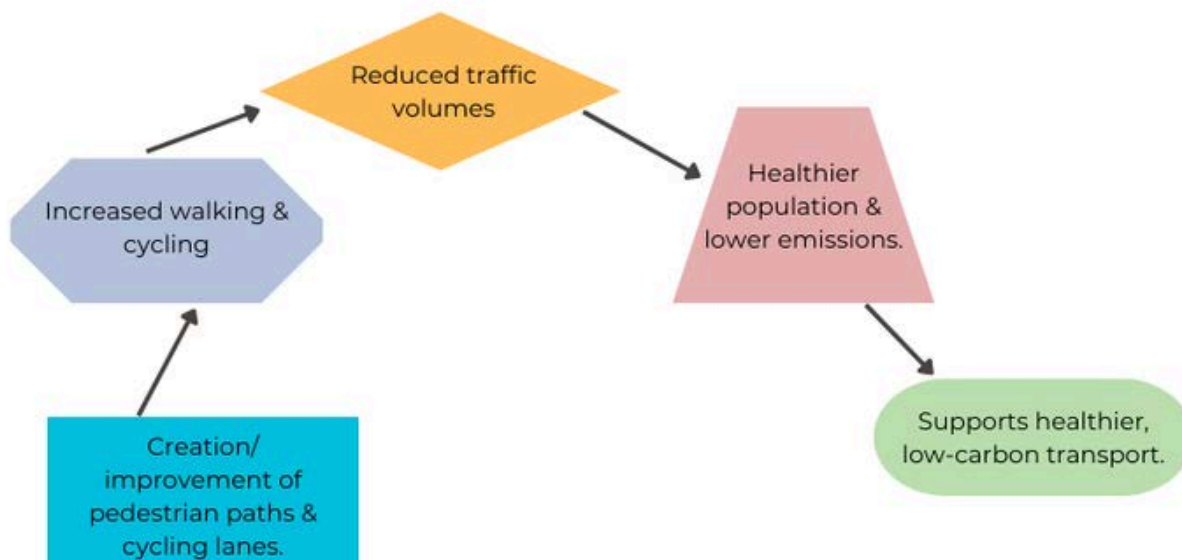 Creation/
improvement of
pedestrian paths &
cycling lanes.
Increased walking &
cycling
Reduced traffic
volumes
Healthier
population &
lower emissions.
Supports healthier,
low-carbon transport.